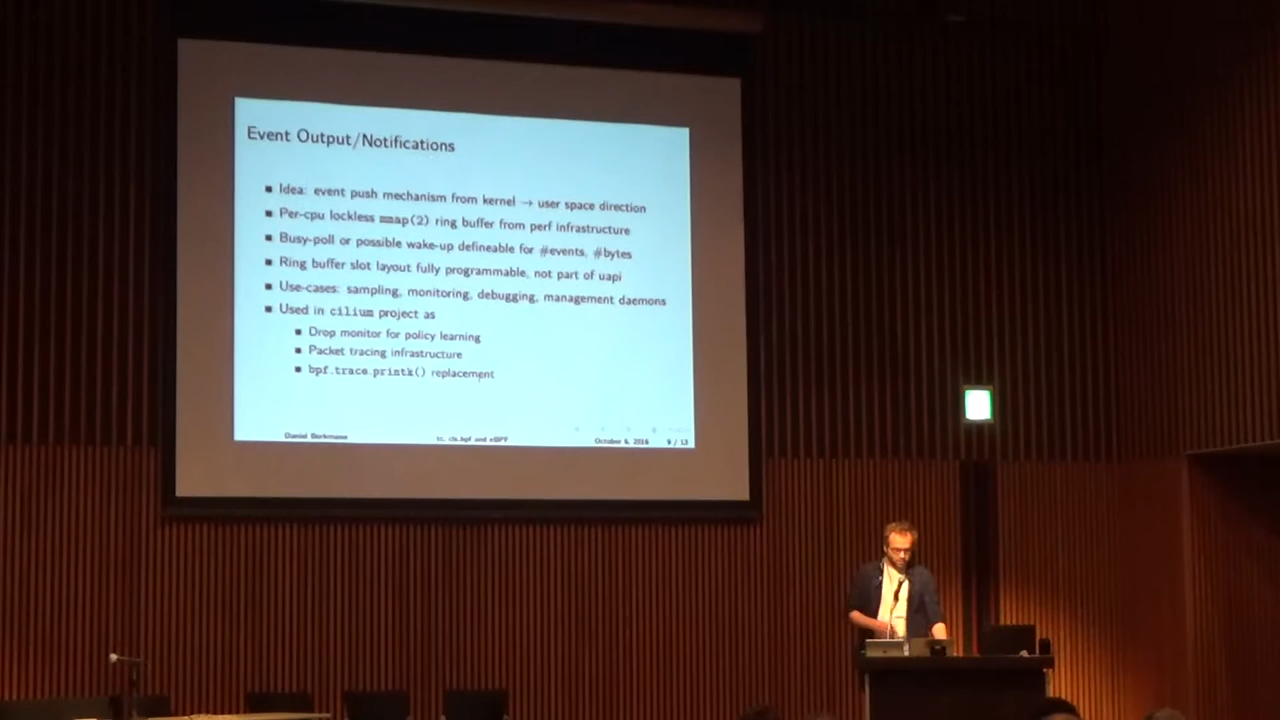 Event Output/Notifications
Idea: event push mechanism from kernel → user space direction
Per-cpu lockless mmap(2) ring buffer from perf infrastructure
Busy-poll or possible wake-up defineable for #events, #bytes
Ring buffer slot layout fully programmable, not part of uapi
Use-cases: sampling, monitoring, debugging, management daemons
Used in cilium project as
Drop monitor for policy learning
Packet tracing infrastructure
bpf_trace_printk() replacement
Daniel Borkmann tc, cls_bpf and eBPF October 6, 2016 9 / 13